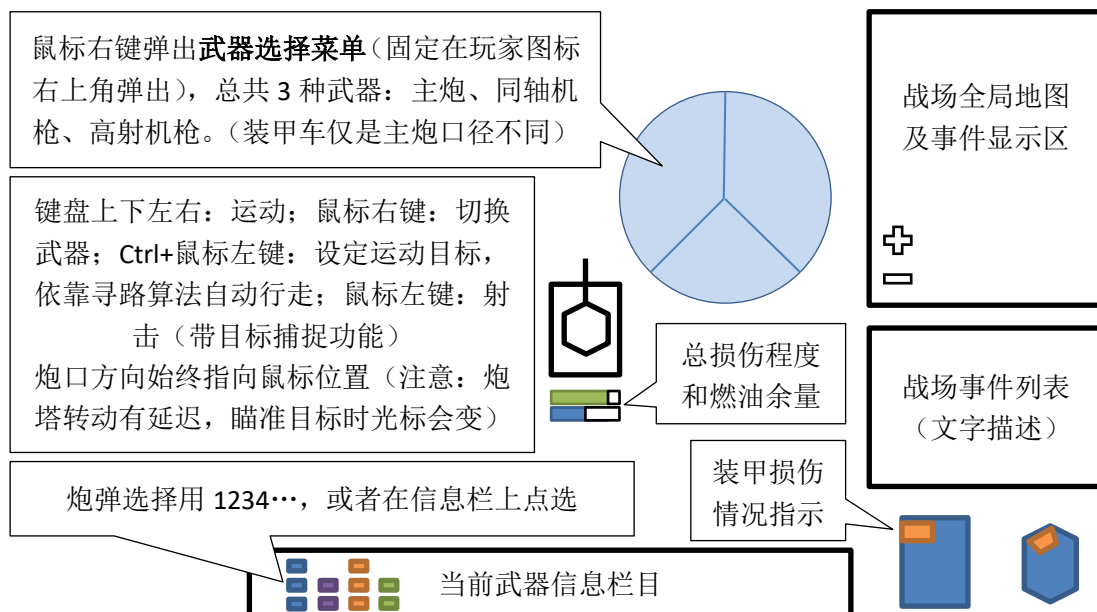 鼠标右键弹出武器选择菜单（固定在玩家图标
右上角弹出），总共 3 种武器：主炮、同轴机
枪、高射机枪。（装甲车仅是主炮口径不同）
键盘上下左右：运动；鼠标右键：切换
武器；Ctrl+鼠标左键：设定运动目标，
依靠寻路算法自动行走；鼠标左键：射
击（带目标捕捉功能）
炮口方向始终指向鼠标位置（注意：炮
塔转动有延迟，瞄准目标时光标会变）
炮弹选择用 1234…，或者在信息栏上点选
当前武器信息栏目
总损伤程度
和燃油余量
装甲损伤
情况指示
战场全局地图
及事件显示区
战场事件列表
（文字描述）